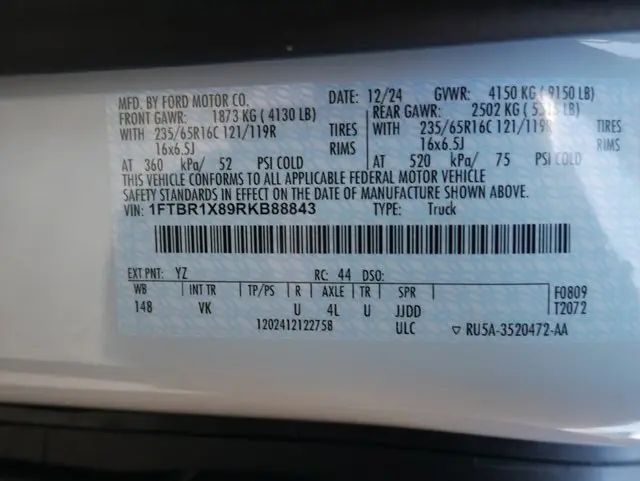 MFD. BY FORD MOTOR CO. DATE: 12/24 GVWR: 4150 KG (9150 LB)
FRONT GAWR: 1873 KG (4130 LB) REAR GAWR: 2502 KG ( LB)
WITH 235/65R16C 121/119R TIRES WITH 235/65R16C 121/119R TIRES
16x6.5J RIMS 16x6.5J RIMS
AT 360 kPa/ 52 PSI COLD AT 520 kPa/ 75 PSI COLD
THIS VEHICLE CONFORMS TO ALL APPLICABLE FEDERAL MOTOR VEHICLE
SAFETY STANDARDS IN EFFECT ON THE DATE OF MANUFACTURE SHOWN ABOVE.
VIN: 1FTBR1X89RKB88843 TYPE: Truck
EXT PNT: YZ RC: 44 DSO:
WB INT TR TP/PS R AXLE TR SPR F0809
148 VK U 4L U JJDD T2072
1202412122758 ULC ▽ RU5A-3520472-AA